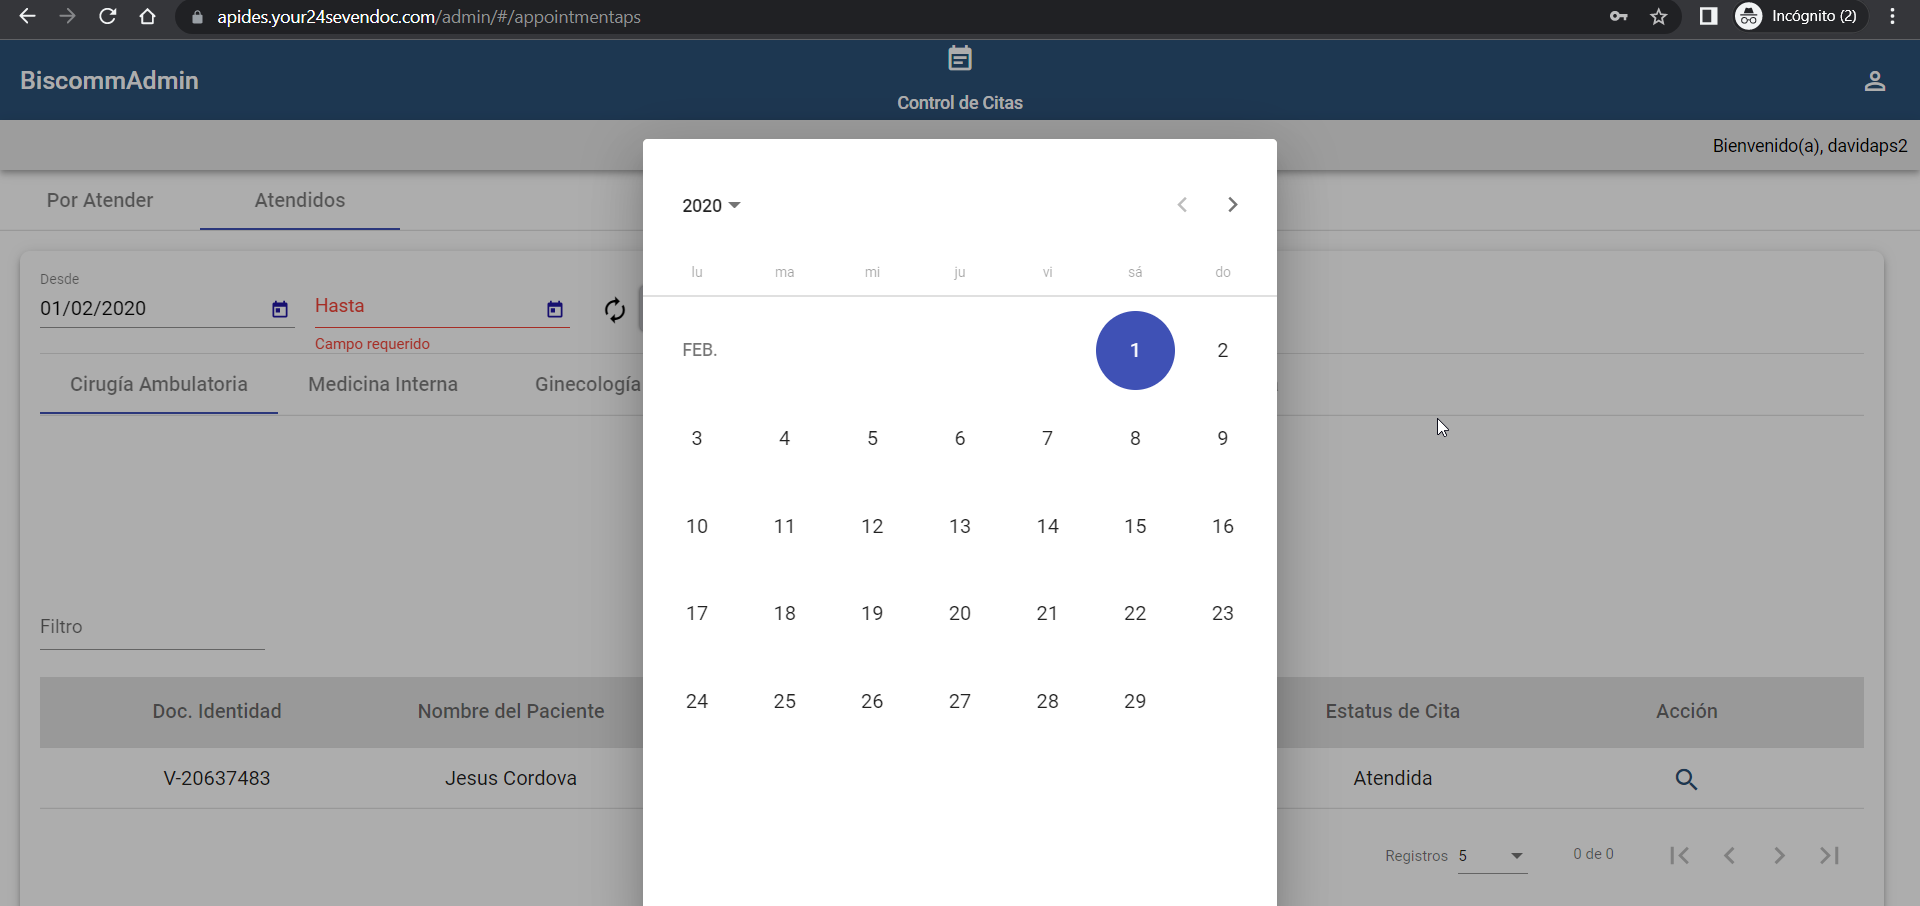 apides.your24sevendoc.com/admin/#/appointmentaps
Incógnito (2)
BiscommAdmin
Control de Citas
Bienvenido(a), davidaps2
Por Atender
Atendidos
Desde
01/02/2020
Hasta
Campo requerido
Cirugía Ambulatoria
Medicina Interna
Ginecología
2020
lu ma mi ju vi sá do
FEB. 1 2
3 4 5 6 7 8 9
10 11 12 13 14 15 16
17 18 19 20 21 22 23
24 25 26 27 28 29
Filtro
Doc. Identidad Nombre del Paciente Estatus de Cita Acción
V-20637483 Jesus Cordova Atendida
Registros 5 0 de 0